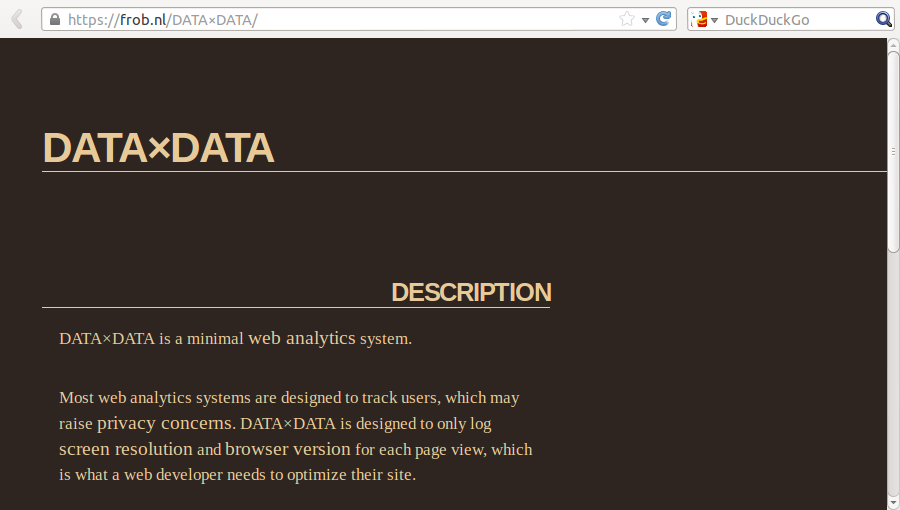 https://frob.nl/DATA×DATA/
DuckDuckGo
DATA×DATA
DESCRIPTION
DATA×DATA is a minimal web analytics system.
Most web analytics systems are designed to track users, which may
raise privacy concerns. DATA×DATA is designed to only log
screen resolution and browser version for each page view, which
is what a web developer needs to optimize their site.